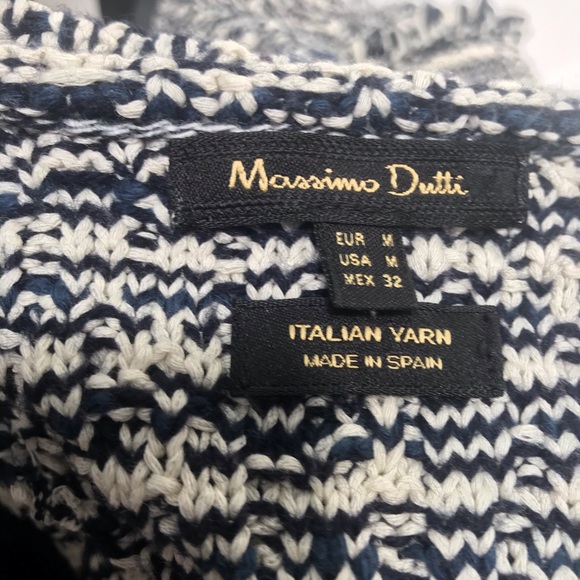 Massimo Dutti
EUR M
USA M
MEX 32
ITALIAN YARN
MADE IN SPAIN